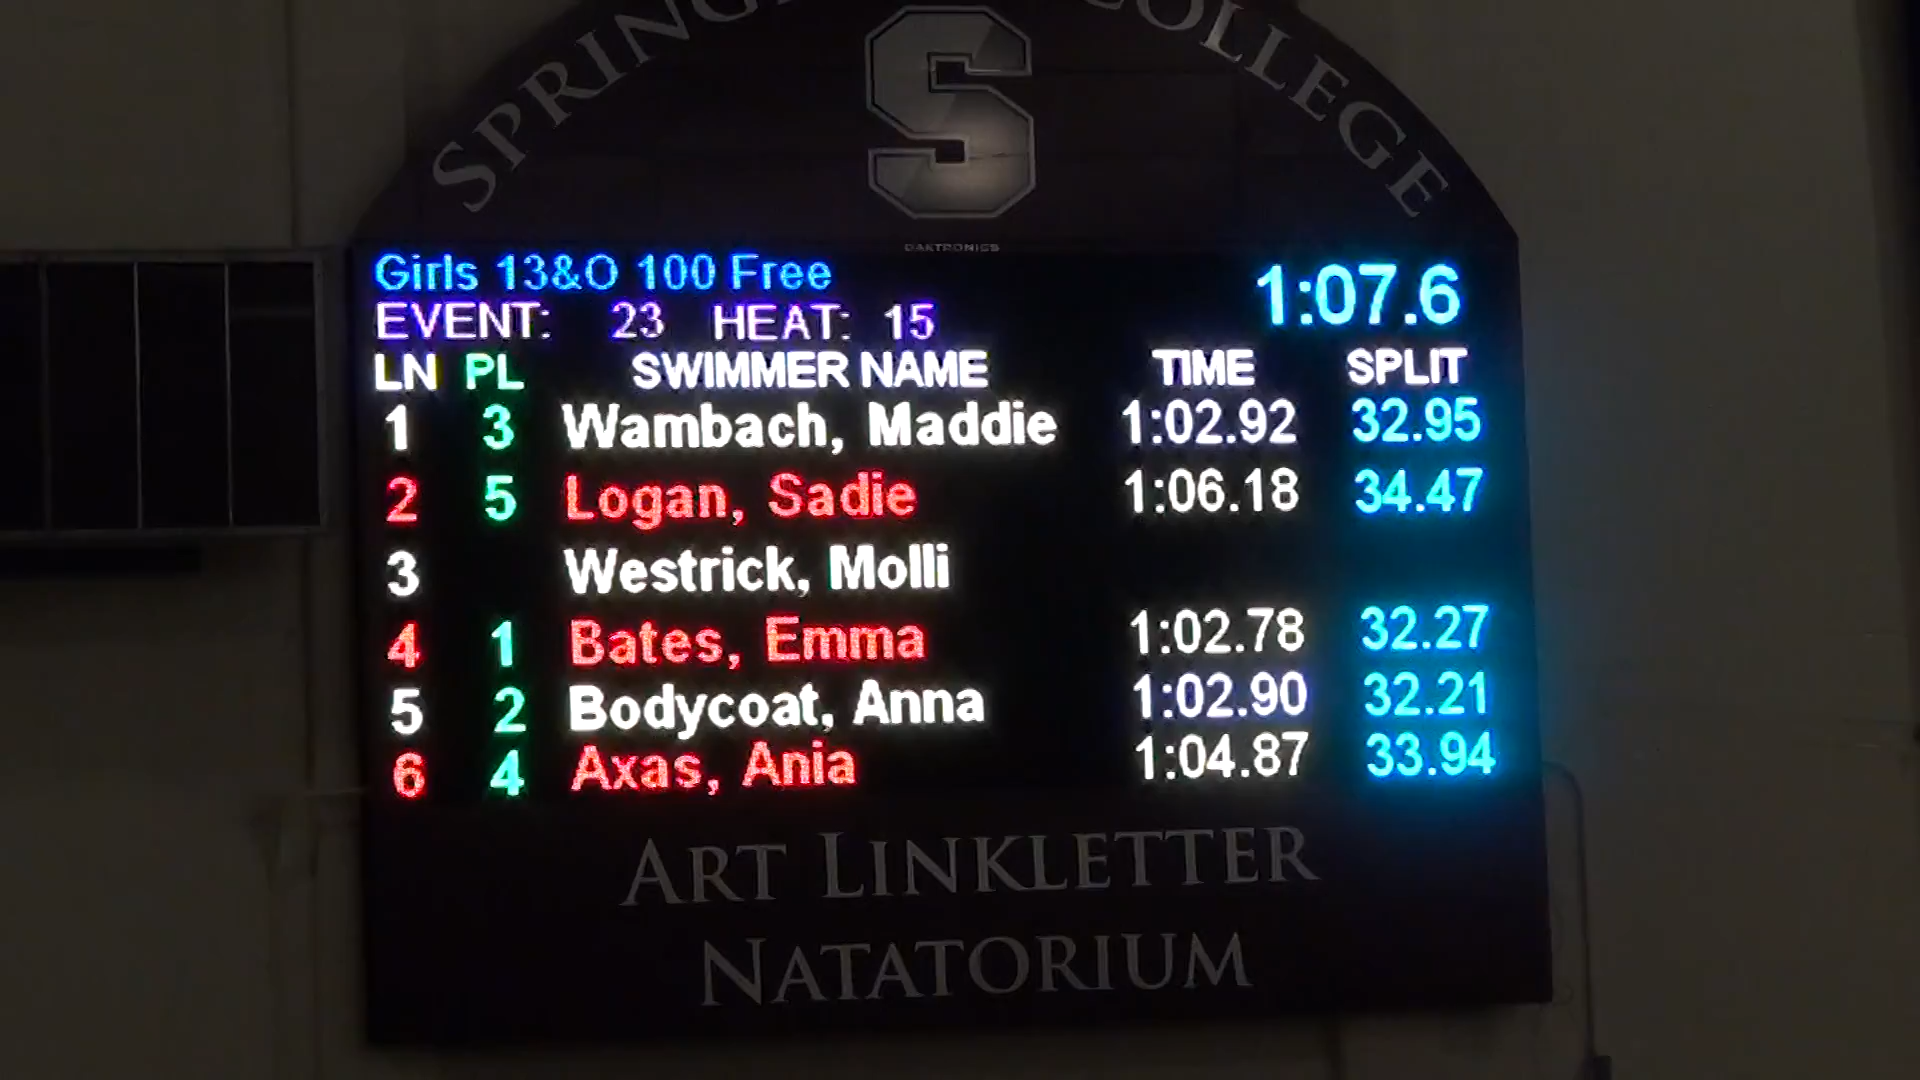 SPRING COLLEGE
S
DAKTRONICS
Girls 13&O 100 Free 1:07.6
EVENT: 23 HEAT: 15
LN PL SWIMMER NAME TIME SPLIT
1 3 Wambach, Maddie 1:02.92 32.95
2 5 Logan, Sadie 1:06.18 34.47
3 Westrick, Molli
4 1 Bates, Emma 1:02.78 32.27
5 2 Bodycoat, Anna 1:02.90 32.21
6 4 Axas, Ania 1:04.87 33.94
ART LINKLETTER
NATATORIUM